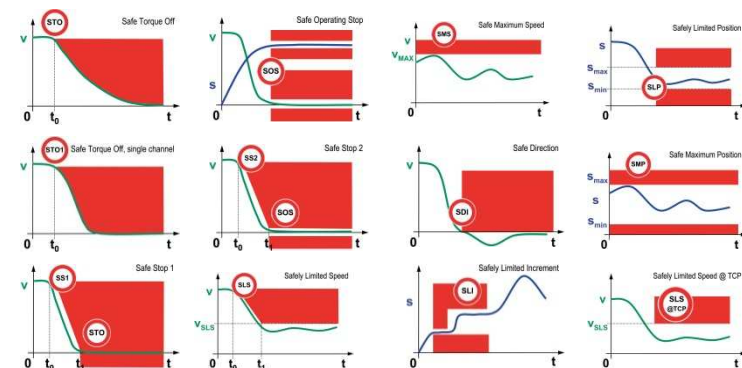 Safe Torque Off
STO
v
0
t₀
t
Safe Operating Stop
v
s
SOS
0
t
Safe Maximum Speed
v
SMS
vMAX
0
t
Safely Limited Position
s
smax
smin
SLP
0
t
Safe Torque Off, single channel
STO1
v
0
t₀
t
Safe Stop 2
v
SS2
SOS
0
t₀
t₁
t
Safe Direction
v
SDI
0
t
Safe Maximum Position
SMP
smax
s
smin
0
t
Safe Stop 1
v
SS1
STO
0
t₀
t
Safely Limited Speed
SLS
v
vSLS
0
t₀
t₁
t
Safely Limited Increment
s
SLI
0
t
Safely Limited Speed @ TCP
v
SLS
@TCP
vSLS
0
t